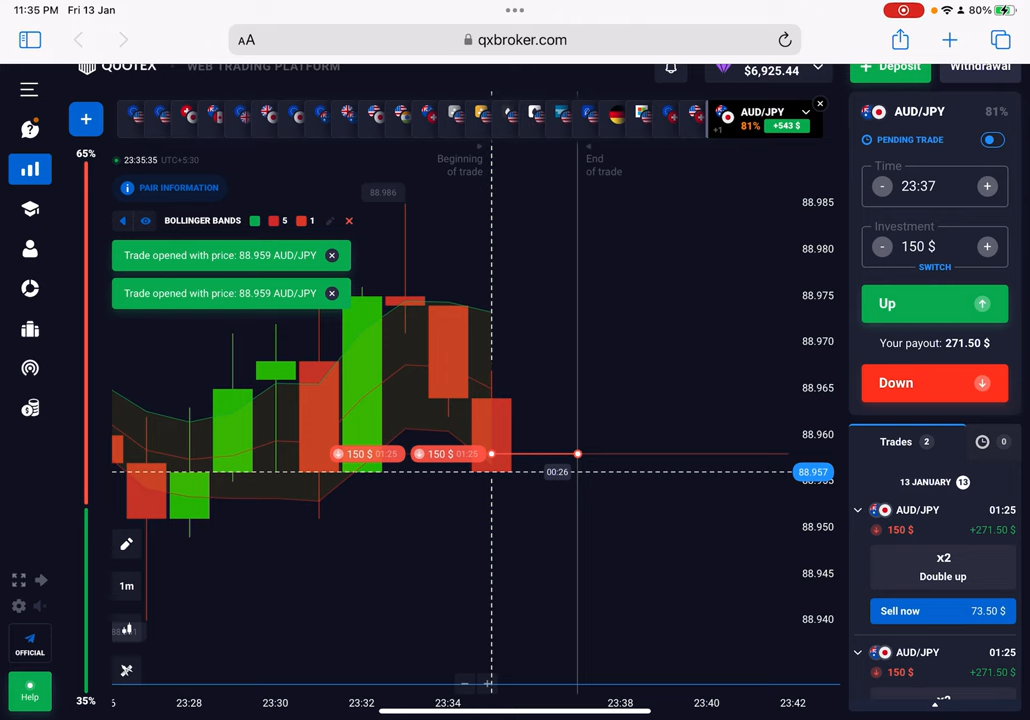 11:35 PM Fri 13 Jan
80%
AA
qxbroker.com
QUOTEX
WEB TRADING PLATFORM
$6,925.44
Deposit
Withdrawal
AUD/JPY
+1
81%
+543 $
65%
23:35:35 UTC+5:30
PAIR INFORMATION
BOLLINGER BANDS 5 1
Trade opened with price: 88.959 AUD/JPY
Trade opened with price: 88.959 AUD/JPY
88.986
Beginning
of trade
End
of trade
150 $ 01:25
150 $ 01:25
00:26
88.985
88.980
88.975
88.970
88.965
88.960
88.957
88.950
88.945
88.940
1m
23:28
23:30
23:32
23:34
23:38
23:40
23:42
35%
OFFICIAL
Help
AUD/JPY
81%
PENDING TRADE
Time
- 23:37 +
Investment
- 150 $ +
SWITCH
Up
Your payout: 271.50 $
Down
Trades 2
0
13 JANUARY 13
AUD/JPY 01:25
150 $ +271.50 $
x2
Double up
Sell now 73.50 $
AUD/JPY 01:25
150 $ +271.50 $